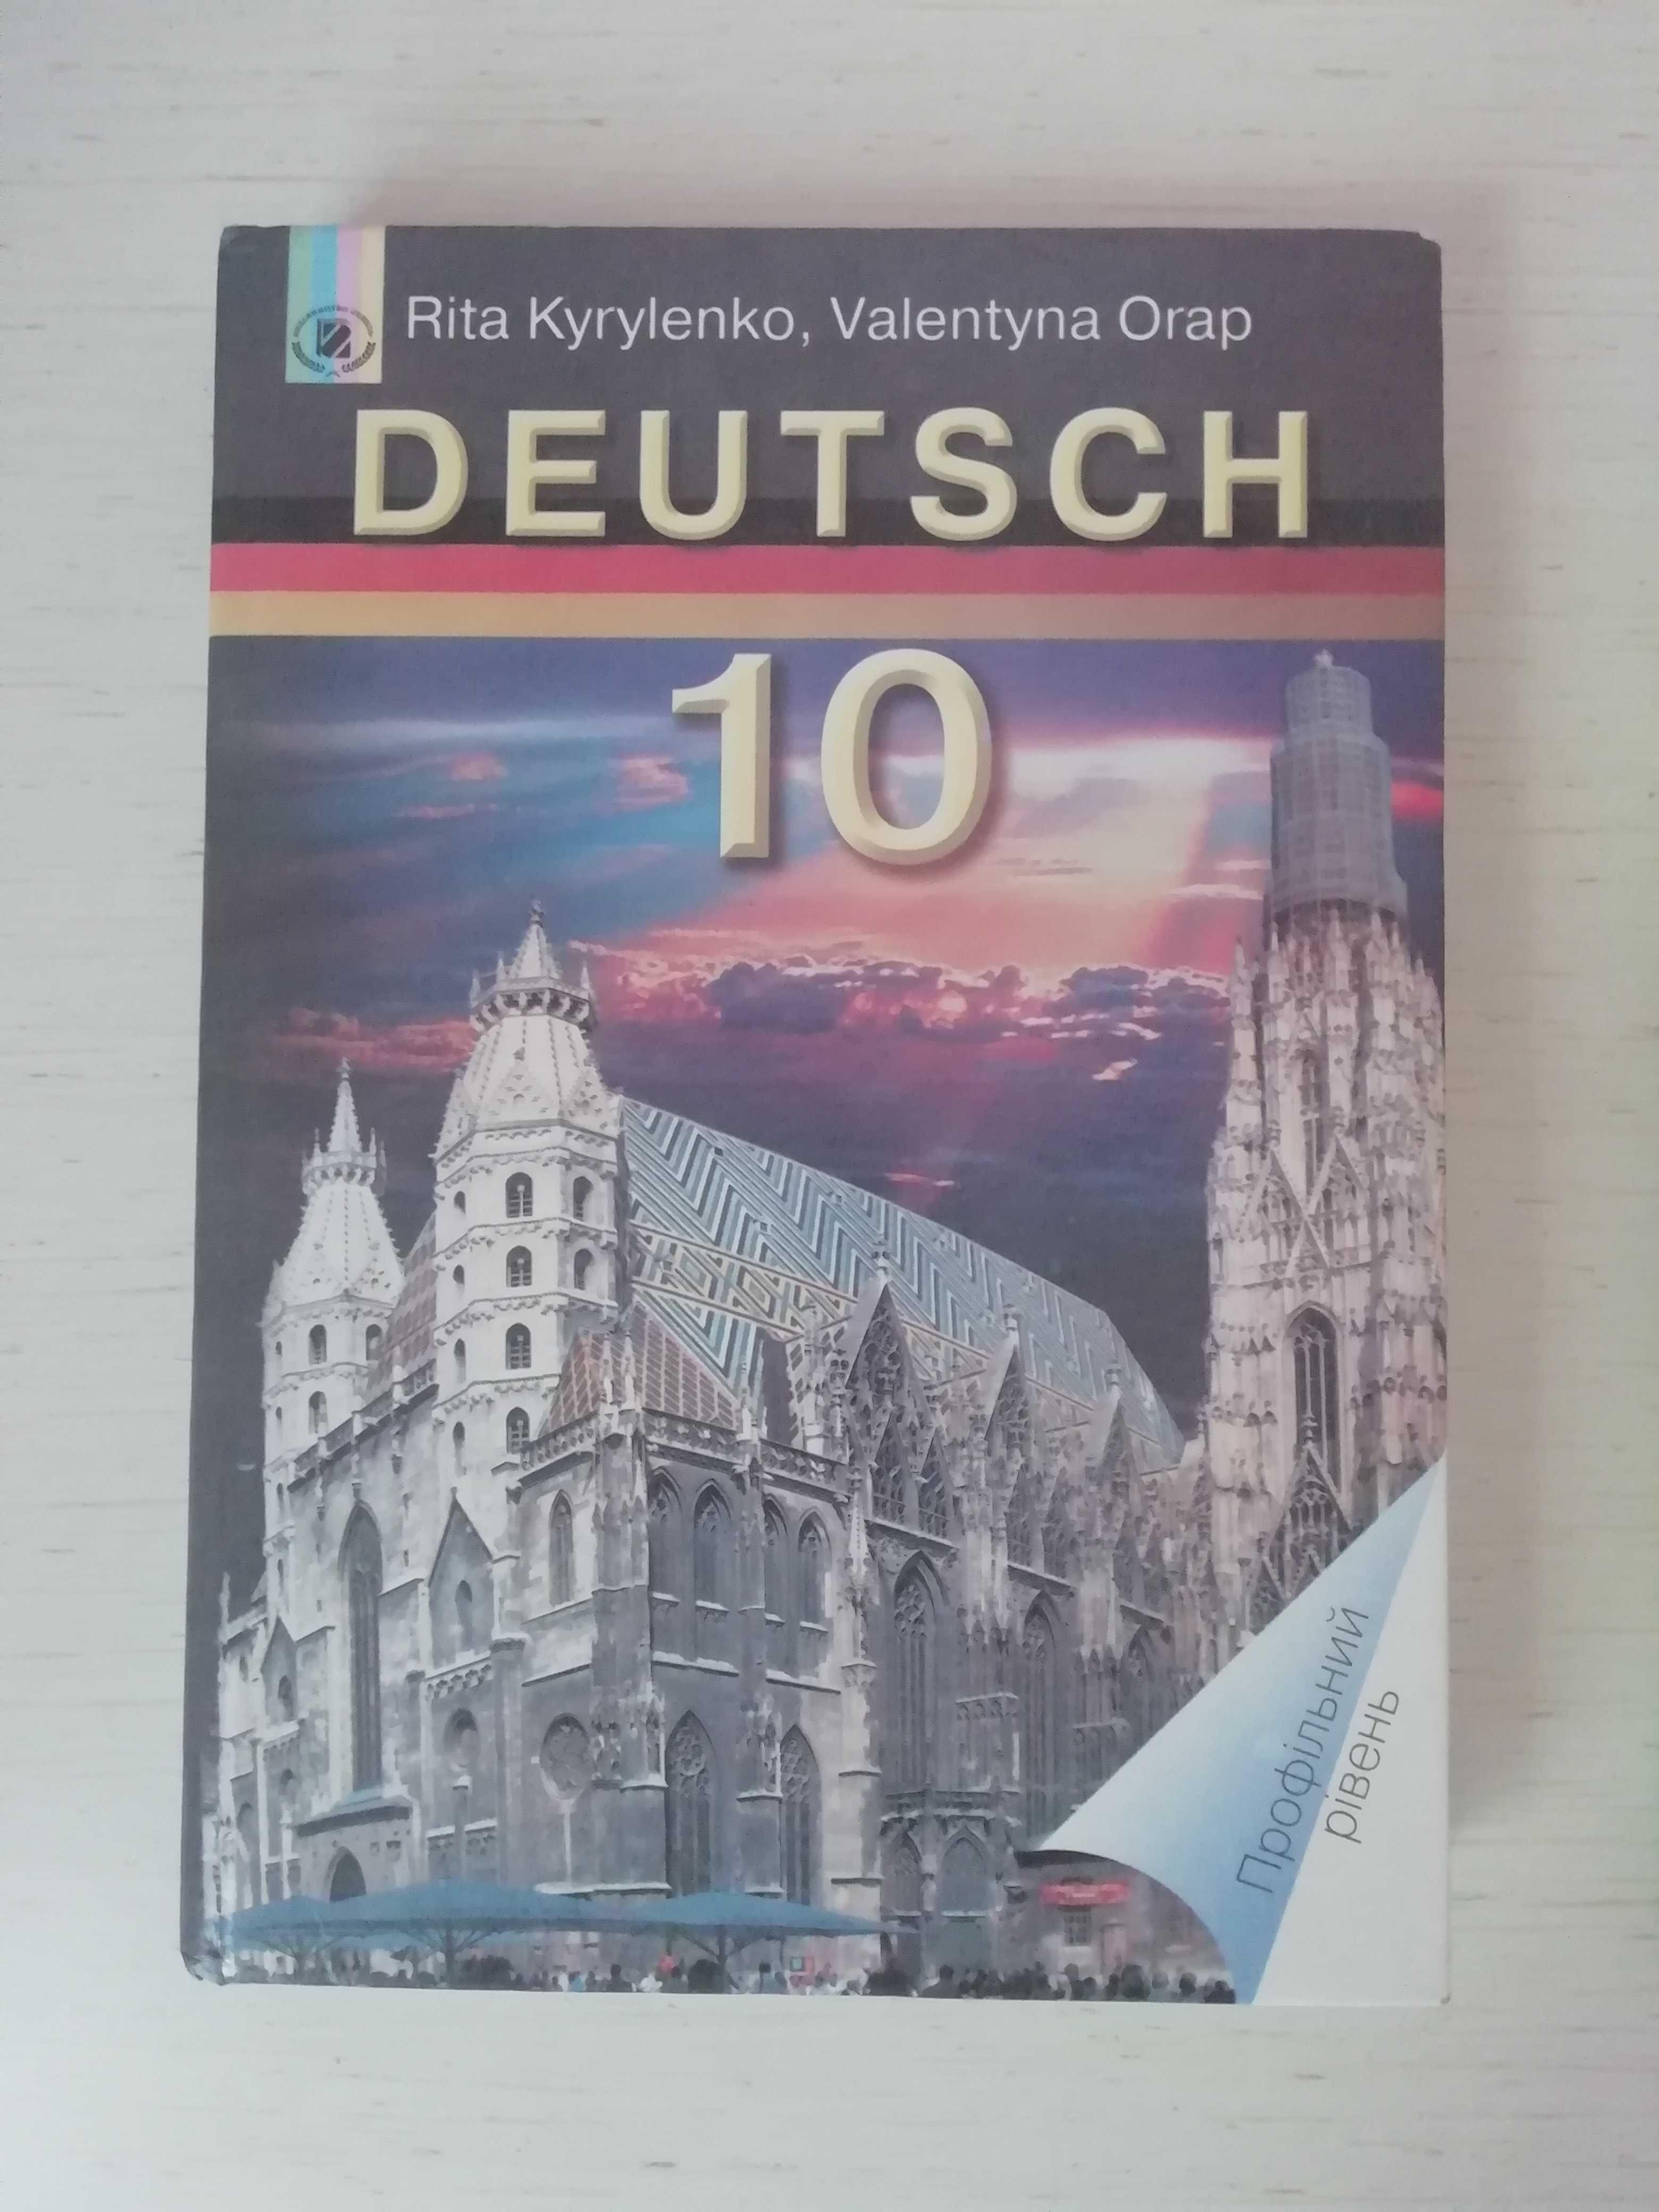 Rita Kyrylenko, Valentyna Orap
DEUTSCH
10
Профільний
рівень